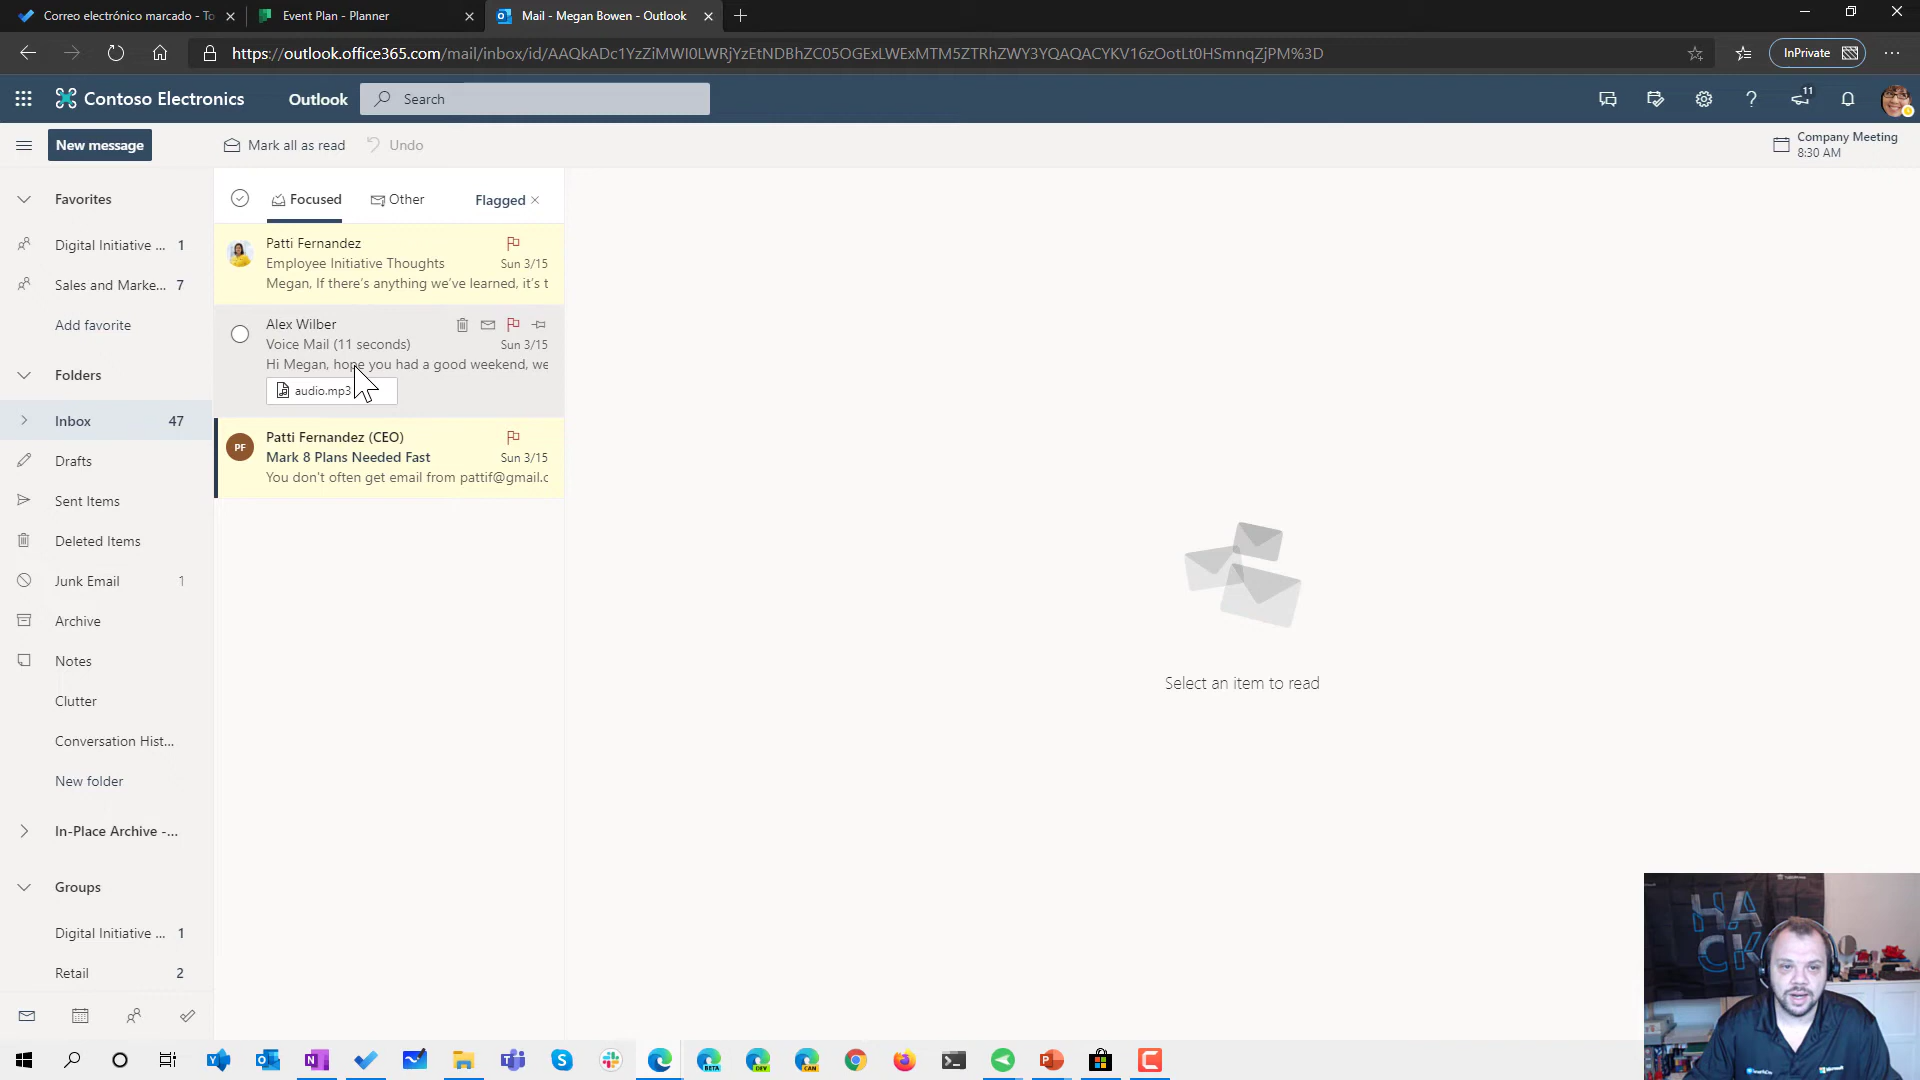 Correo electrónico marcado - To
Event Plan - Planner
Mail - Megan Bowen - Outlook
https://outlook.office365.com/mail/inbox/id/AAQkADc1YzZiMWI0LWRjYzEtNDBhZC05OGExLWExMTM5ZTRhZWY3YQAQACYKV16zOotLt0HSmnqZjPM%3D
InPrivate
Contoso Electronics
Outlook
Search
11
New message
Mark all as read
Undo
Company Meeting
8:30 AM
Favorites
Digital Initiative ... 1
Sales and Marke... 7
Add favorite
Folders
Inbox 47
Drafts
Sent Items
Deleted Items
Junk Email 1
Archive
Notes
Clutter
Conversation Hist...
New folder
In-Place Archive -...
Groups
Digital Initiative ... 1
Retail 2
Focused
Other
Flagged
Patti Fernandez
Employee Initiative Thoughts Sun 3/15
Megan, If there's anything we've learned, it's t
Alex Wilber
Voice Mail (11 seconds) Sun 3/15
Hi Megan, hope you had a good weekend, we
audio.mp3
PF
Patti Fernandez (CEO)
Mark 8 Plans Needed Fast Sun 3/15
You don't often get email from pattif@gmail.c
Select an item to read
HA
CK
BETA
DEV
CAN